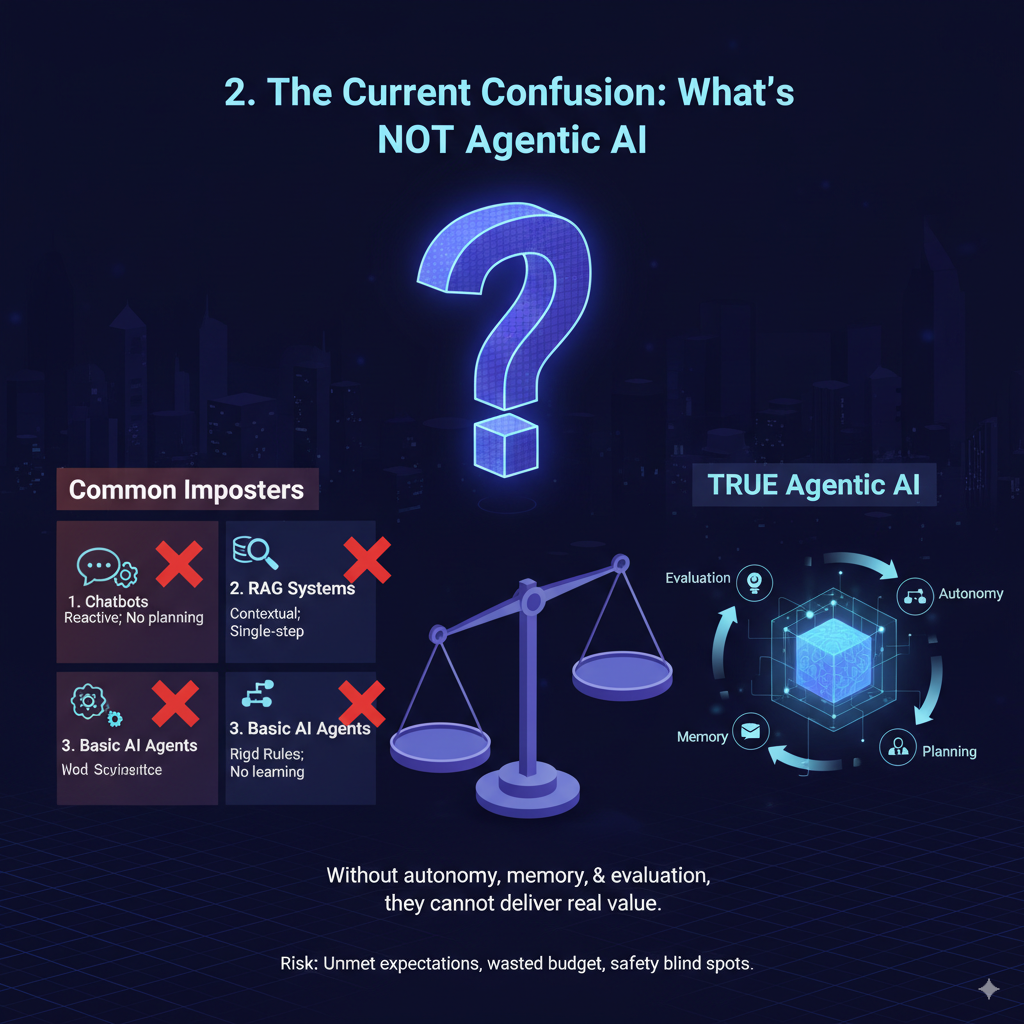 2. The Current Confusion: What's
NOT Agentic AI
Common Imposters
1. Chatbots
Reactive; No planning
2. RAG Systems
Contextual;
Single-step
3. Basic AI Agents
3. Basic AI Agents
Rigd Rules;
No learning
TRUE Agentic AI
Evaluation
Autonomy
Memory
Planning
Without autonomy, memory, & evaluation,
they cannot deliver real value.
Risk: Unmet expectations, wasted budget, safety blind spots.